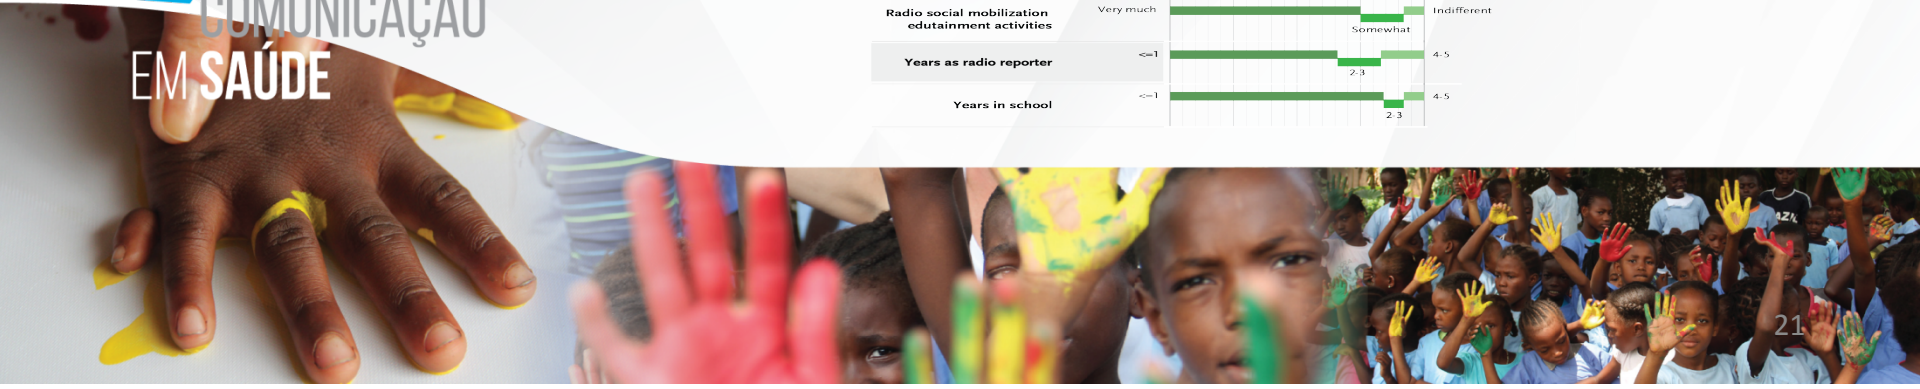 COMUNICAÇÃO
EM SAÚDE
Radio social mobilization
edutainment activities
Very much
Indifferent
Somewhat
Years as radio reporter
<=1
4-5
2-3
Years in school
<=1
4-5
2-3
AZIL
21